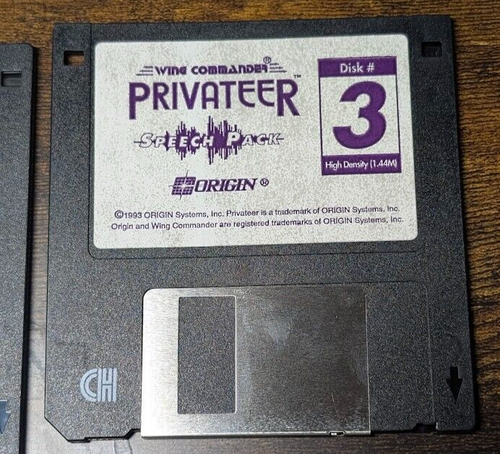 WING COMMANDER®
PRIVATEER™
SPEECH PACK
ORIGIN®
Disk #
3
High Density (1.44M)
©1993 ORIGIN Systems, Inc. Privateer is a trademark of ORIGIN Systems, Inc.
Origin and Wing Commander are registered trademarks of ORIGIN Systems, Inc.
CH